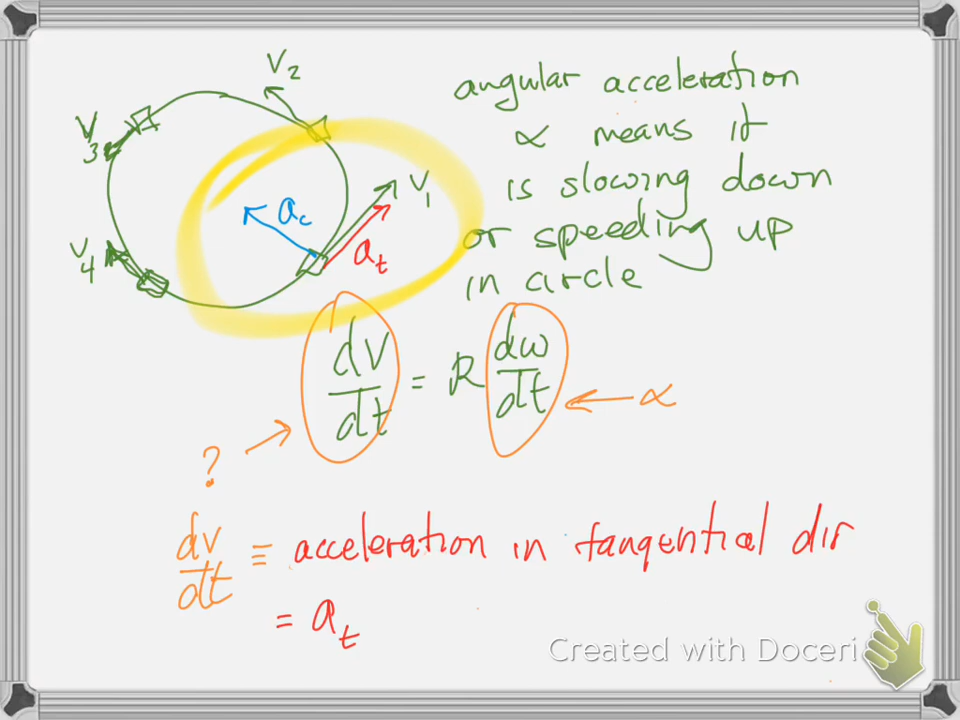 V2
V3
V1
V4
ac
at
angular acceleration
α means it
is slowing down
or speeding up
in circle
dv/dt = R dω/dt ← α
? →
dv/dt ≡ acceleration in tangential dir
= at
Created with Doceri